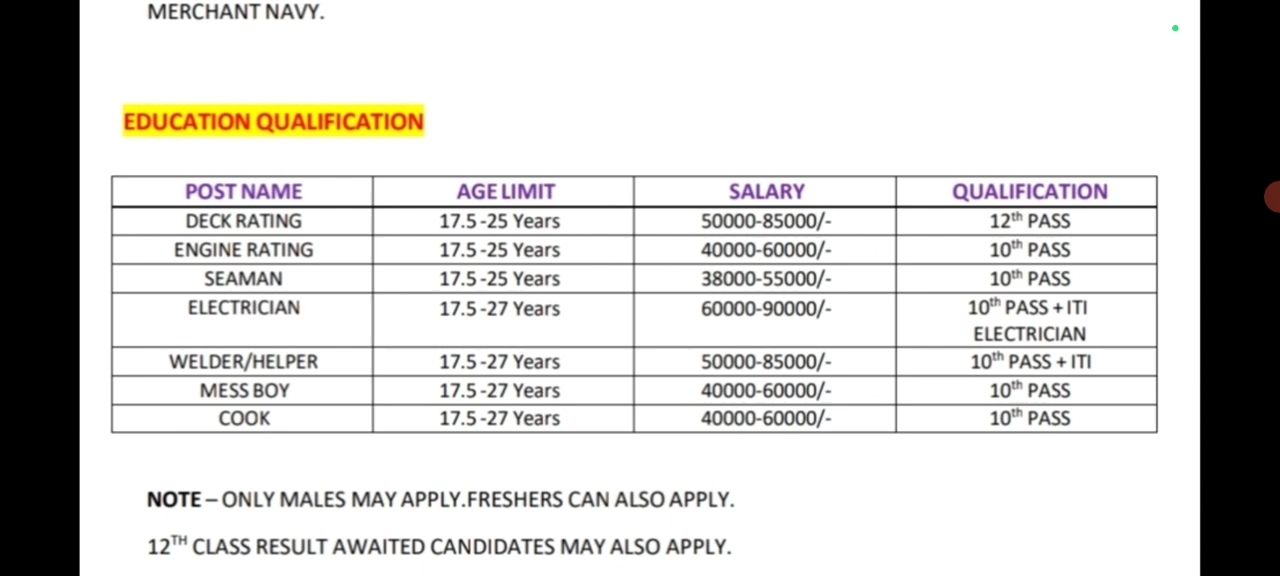 MERCHANT NAVY.
EDUCATION QUALIFICATION
POST NAME AGE LIMIT SALARY QUALIFICATION
DECK RATING 17.5-25 Years 50000-85000/- 12th PASS
ENGINE RATING 17.5-25 Years 40000-60000/- 10th PASS
SEAMAN 17.5-25 Years 38000-55000/- 10th PASS
ELECTRICIAN 17.5-27 Years 60000-90000/- 10th PASS + ITI
ELECTRICIAN
WELDER/HELPER 17.5-27 Years 50000-85000/- 10th PASS + ITI
MESS BOY 17.5-27 Years 40000-60000/- 10th PASS
COOK 17.5-27 Years 40000-60000/- 10th PASS
NOTE – ONLY MALES MAY APPLY.FRESHERS CAN ALSO APPLY.
12TH CLASS RESULT AWAITED CANDIDATES MAY ALSO APPLY.